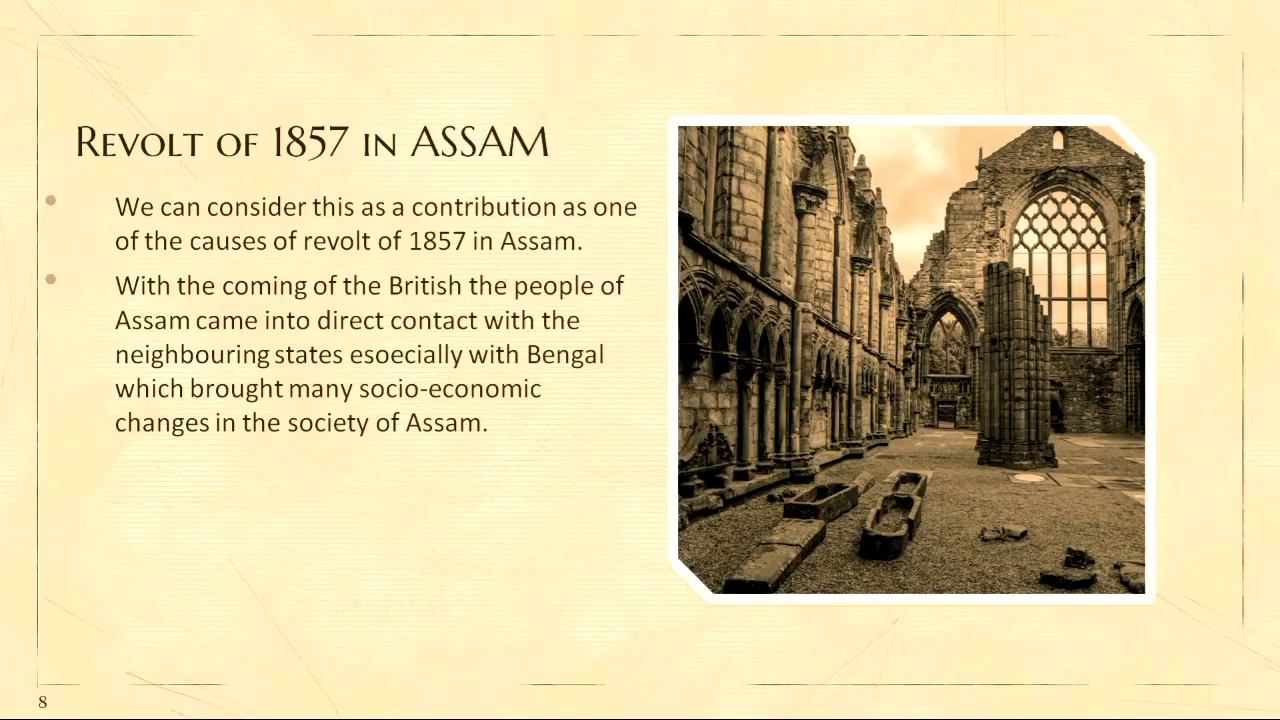 Revolt of 1857 in ASSAM
We can consider this as a contribution as one
of the causes of revolt of 1857 in Assam.
With the coming of the British the people of
Assam came into direct contact with the
neighbouring states esoecially with Bengal
which brought many socio-economic
changes in the society of Assam.
8